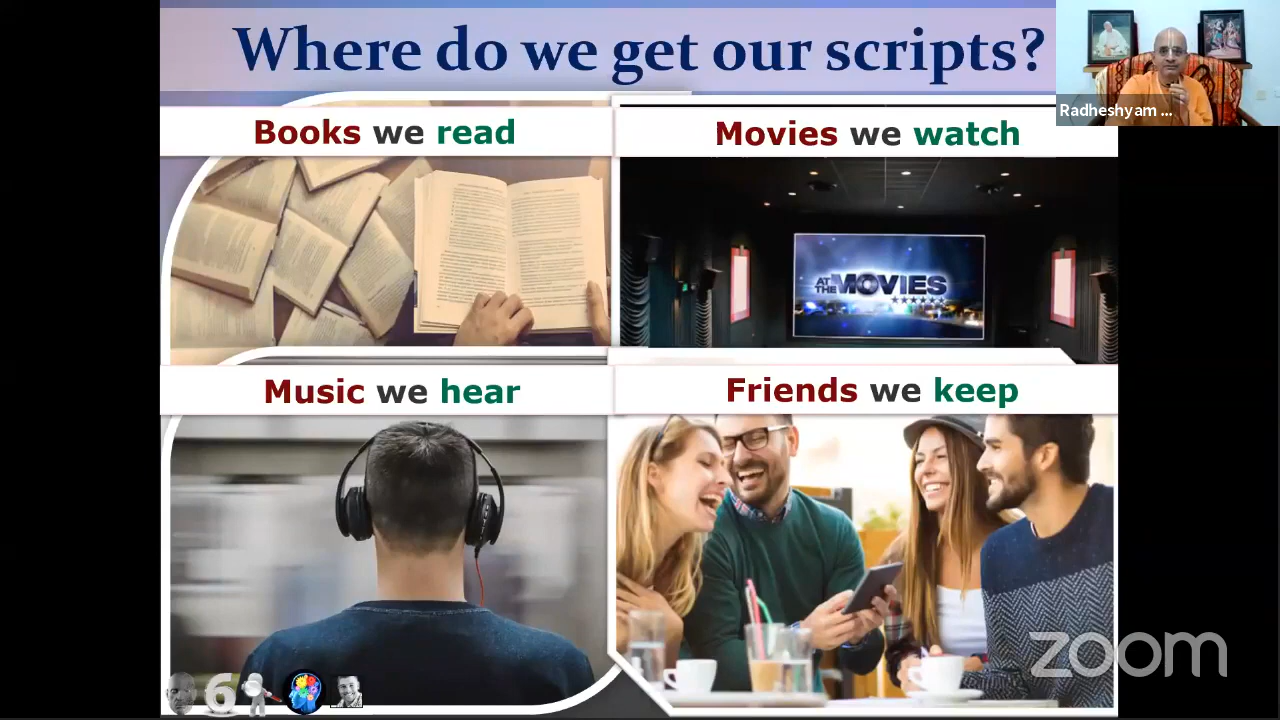 Where do we get our scripts?
Radheshyam ...
Books we read
Movies we watch
AT THE MOVIES
Music we hear
Friends we keep
6
zoom